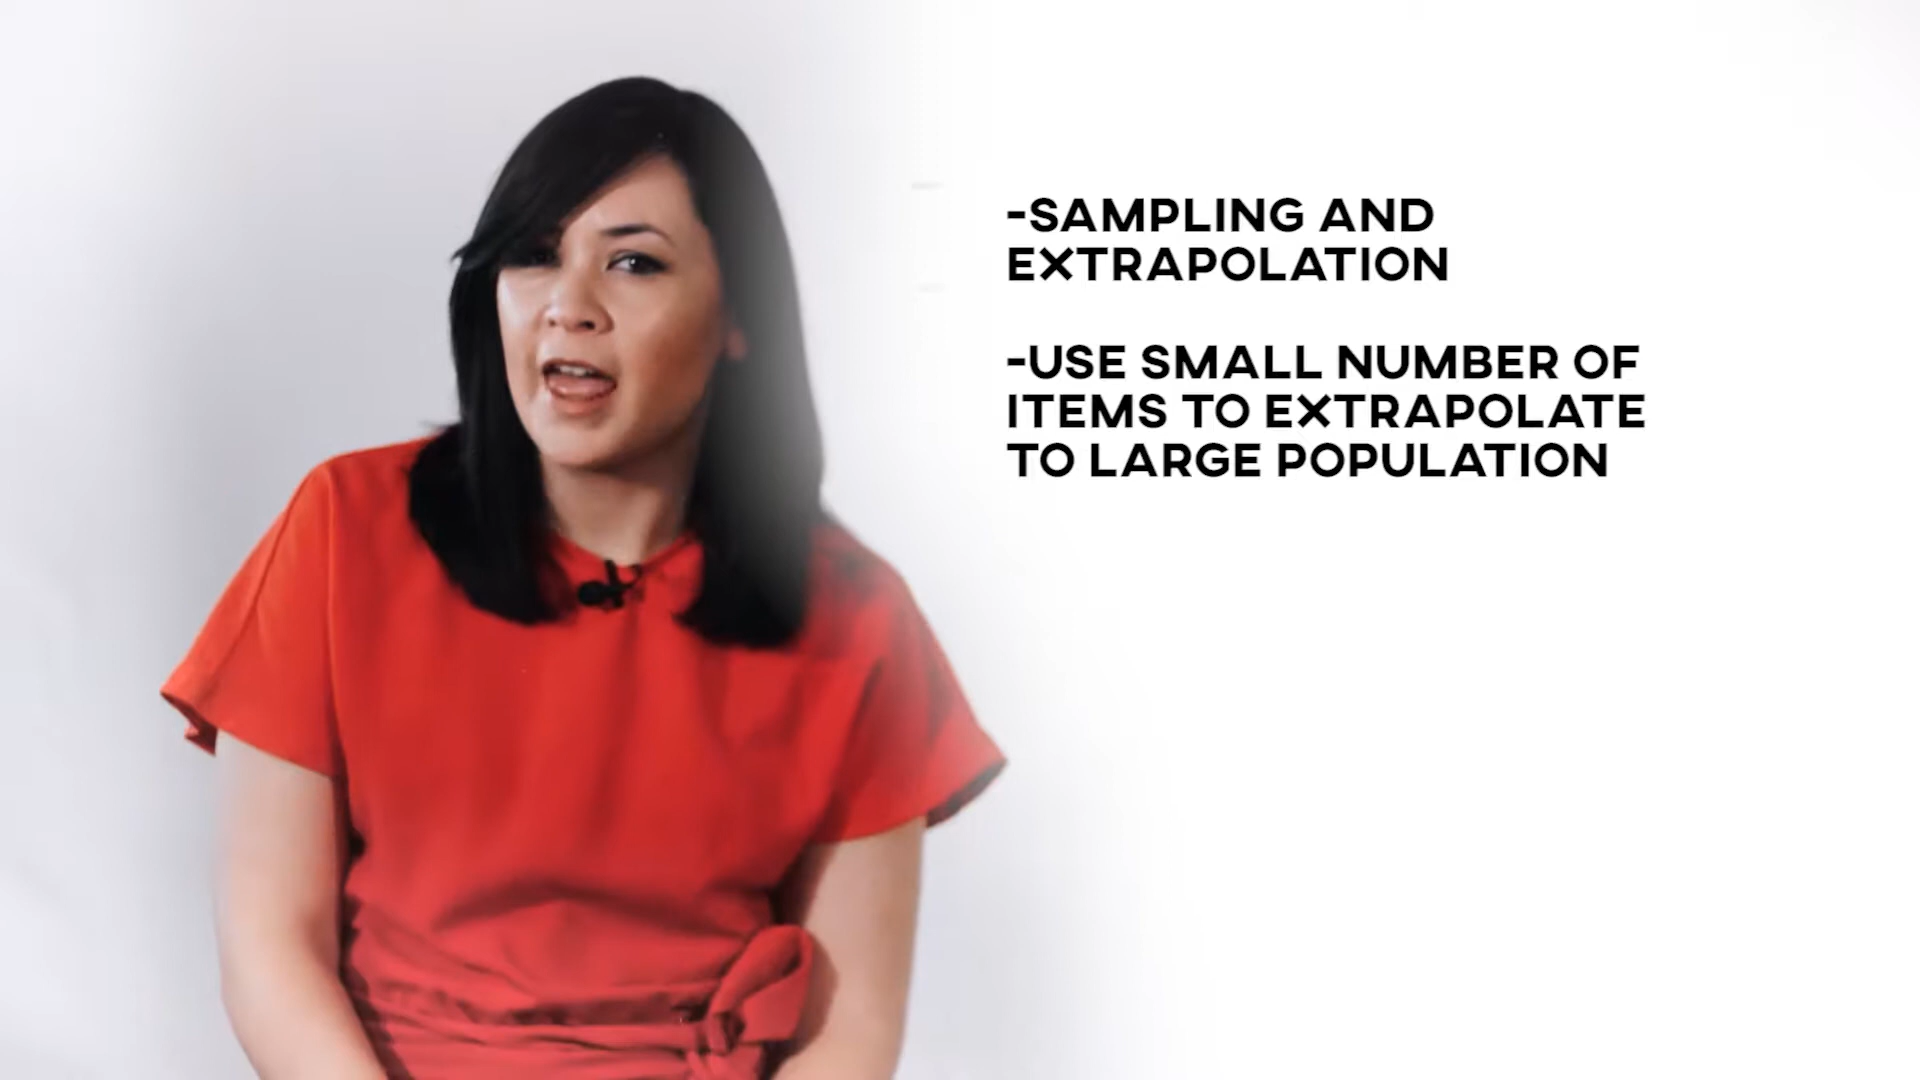 -SAMPLING AND
EXTRAPOLATION
-USE SMALL NUMBER OF
ITEMS TO EXTRAPOLATE
TO LARGE POPULATION